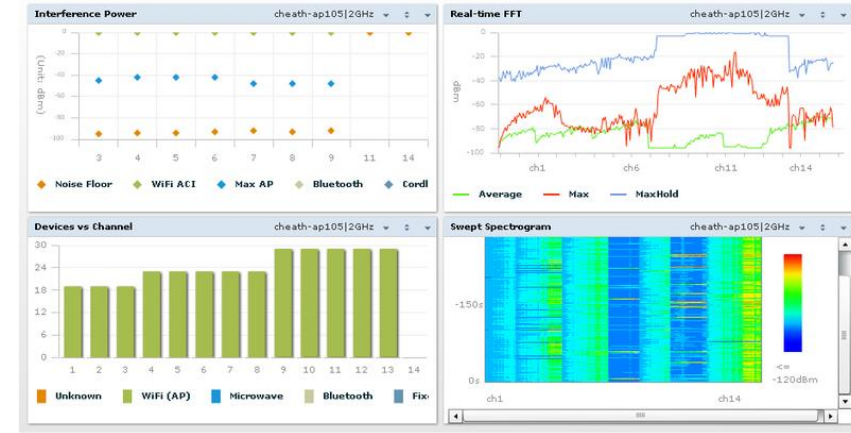 Interference Power cheath-ap105|2GHz
0
-20
-40
-60
-80
-100
(Unit: dBm)
3 4 5 6 7 8 9 11 14
Noise Floor WiFi ACI Max AP Bluetooth Cordl
Real-time FFT cheath-ap105|2GHz
0
-20
-40
-60
-80
-100
dBm
ch1 ch6 ch11 ch14
Average Max MaxHold
Devices vs Channel cheath-ap105|2GHz
30
24
18
12
6
0
1 2 3 4 5 6 7 8 9 10 11 12 13 14
Unknown WiFi (AP) Microwave Bluetooth Fix
Swept Spectrogram cheath-ap105|2GHz
-150s
0s
ch1 ch14
<=
-120dBm